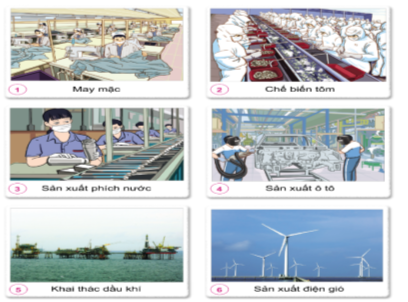 1 May mặc
2 Chế biến tôm
3 Sản xuất phích nước
4 Sản xuất ô tô
5 Khai thác dầu khí
6 Sản xuất điện gió